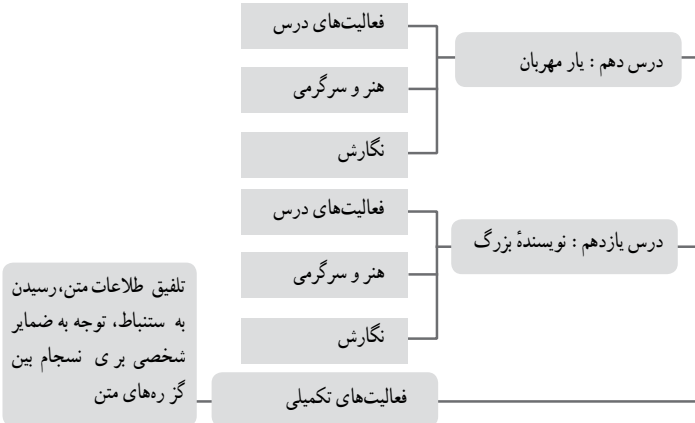 درس دهم : یار مهربان
فعالیت‌های درس
هنر و سرگرمی
نگارش
درس یازدهم : نویسندهٔ بزرگ
فعالیت‌های درس
هنر و سرگرمی
نگارش
فعالیت‌های تکمیلی
تلفیق طلاعات متن،رسیدن
به ستنباط، توجه به ضمایر
شخصی بر ی نسجام بین
گز ره‌های متن